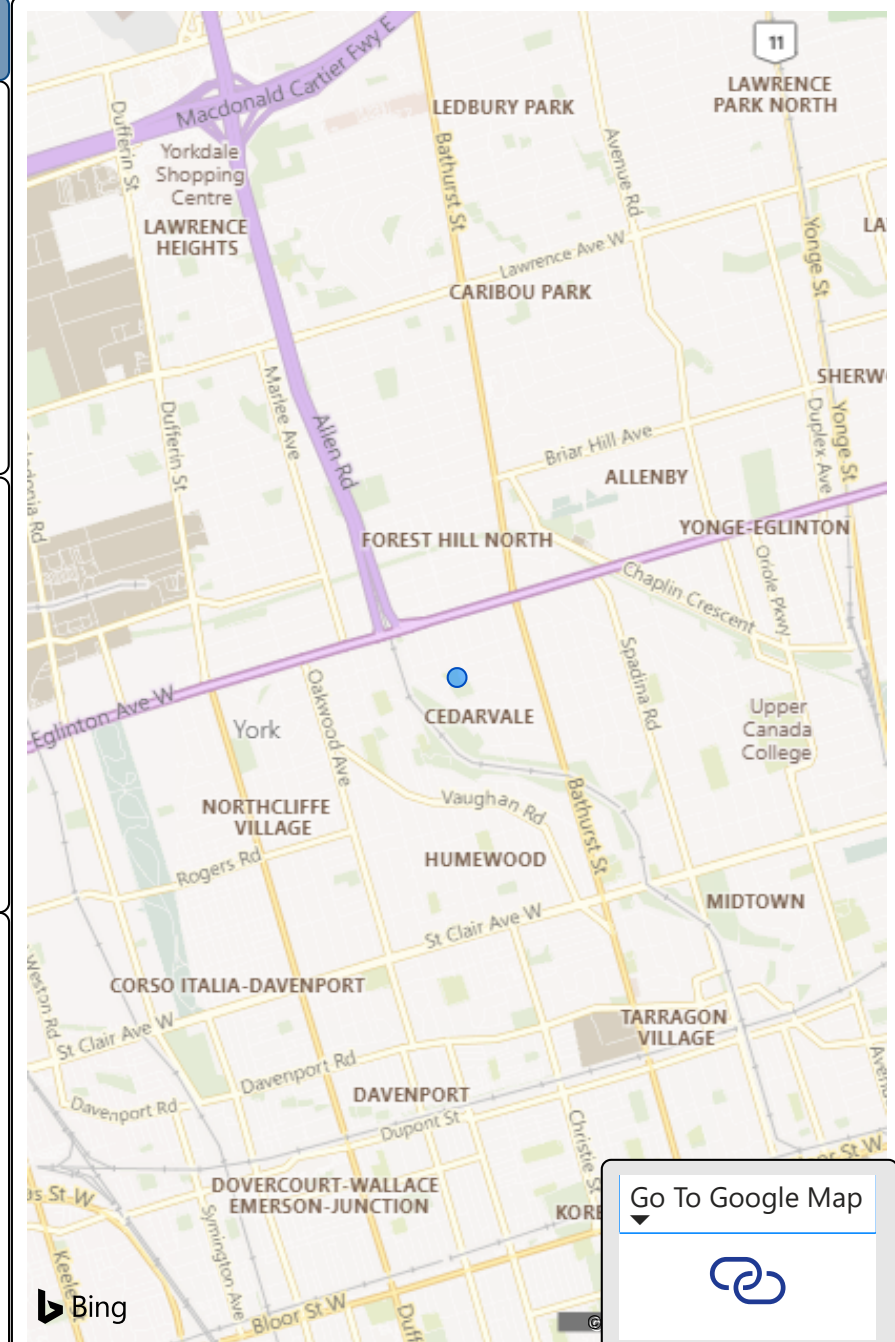 11
Macdonald Cartier Fwy E
LAWRENCE
PARK NORTH
LEDBURY PARK
Dufferin St
Bathurst St
Avenue Rd
Yorkdale
Shopping
Centre
LAWRENCE
HEIGHTS
Yonge St
Lawrence Ave W
CARIBOU PARK
Marlee Ave
Allen Rd
Dufferin St
Briar Hill Ave
Duplex Ave
Yonge St
ALLENBY
FOREST HILL NORTH
YONGE-EGLINTON
Chaplin Crescent
Oriole Pkwy
Spadina Rd
Oakwood Ave
Eglinton Ave W
York
CEDARVALE
Upper
Canada
College
NORTHCLIFFE
VILLAGE
Vaughan Rd
Bathurst St
Rogers Rd
HUMEWOOD
St Clair Ave W
MIDTOWN
Weston Rd
CORSO ITALIA-DAVENPORT
St Clair Ave W
TARRAGON
VILLAGE
Davenport Rd
Davenport Rd
DAVENPORT
Dupont St
Christie S
DOVERCOURT-WALLACE
EMERSON-JUNCTION
as St W
Symington Ave
Bloor St W
Bing
Go To Google Map